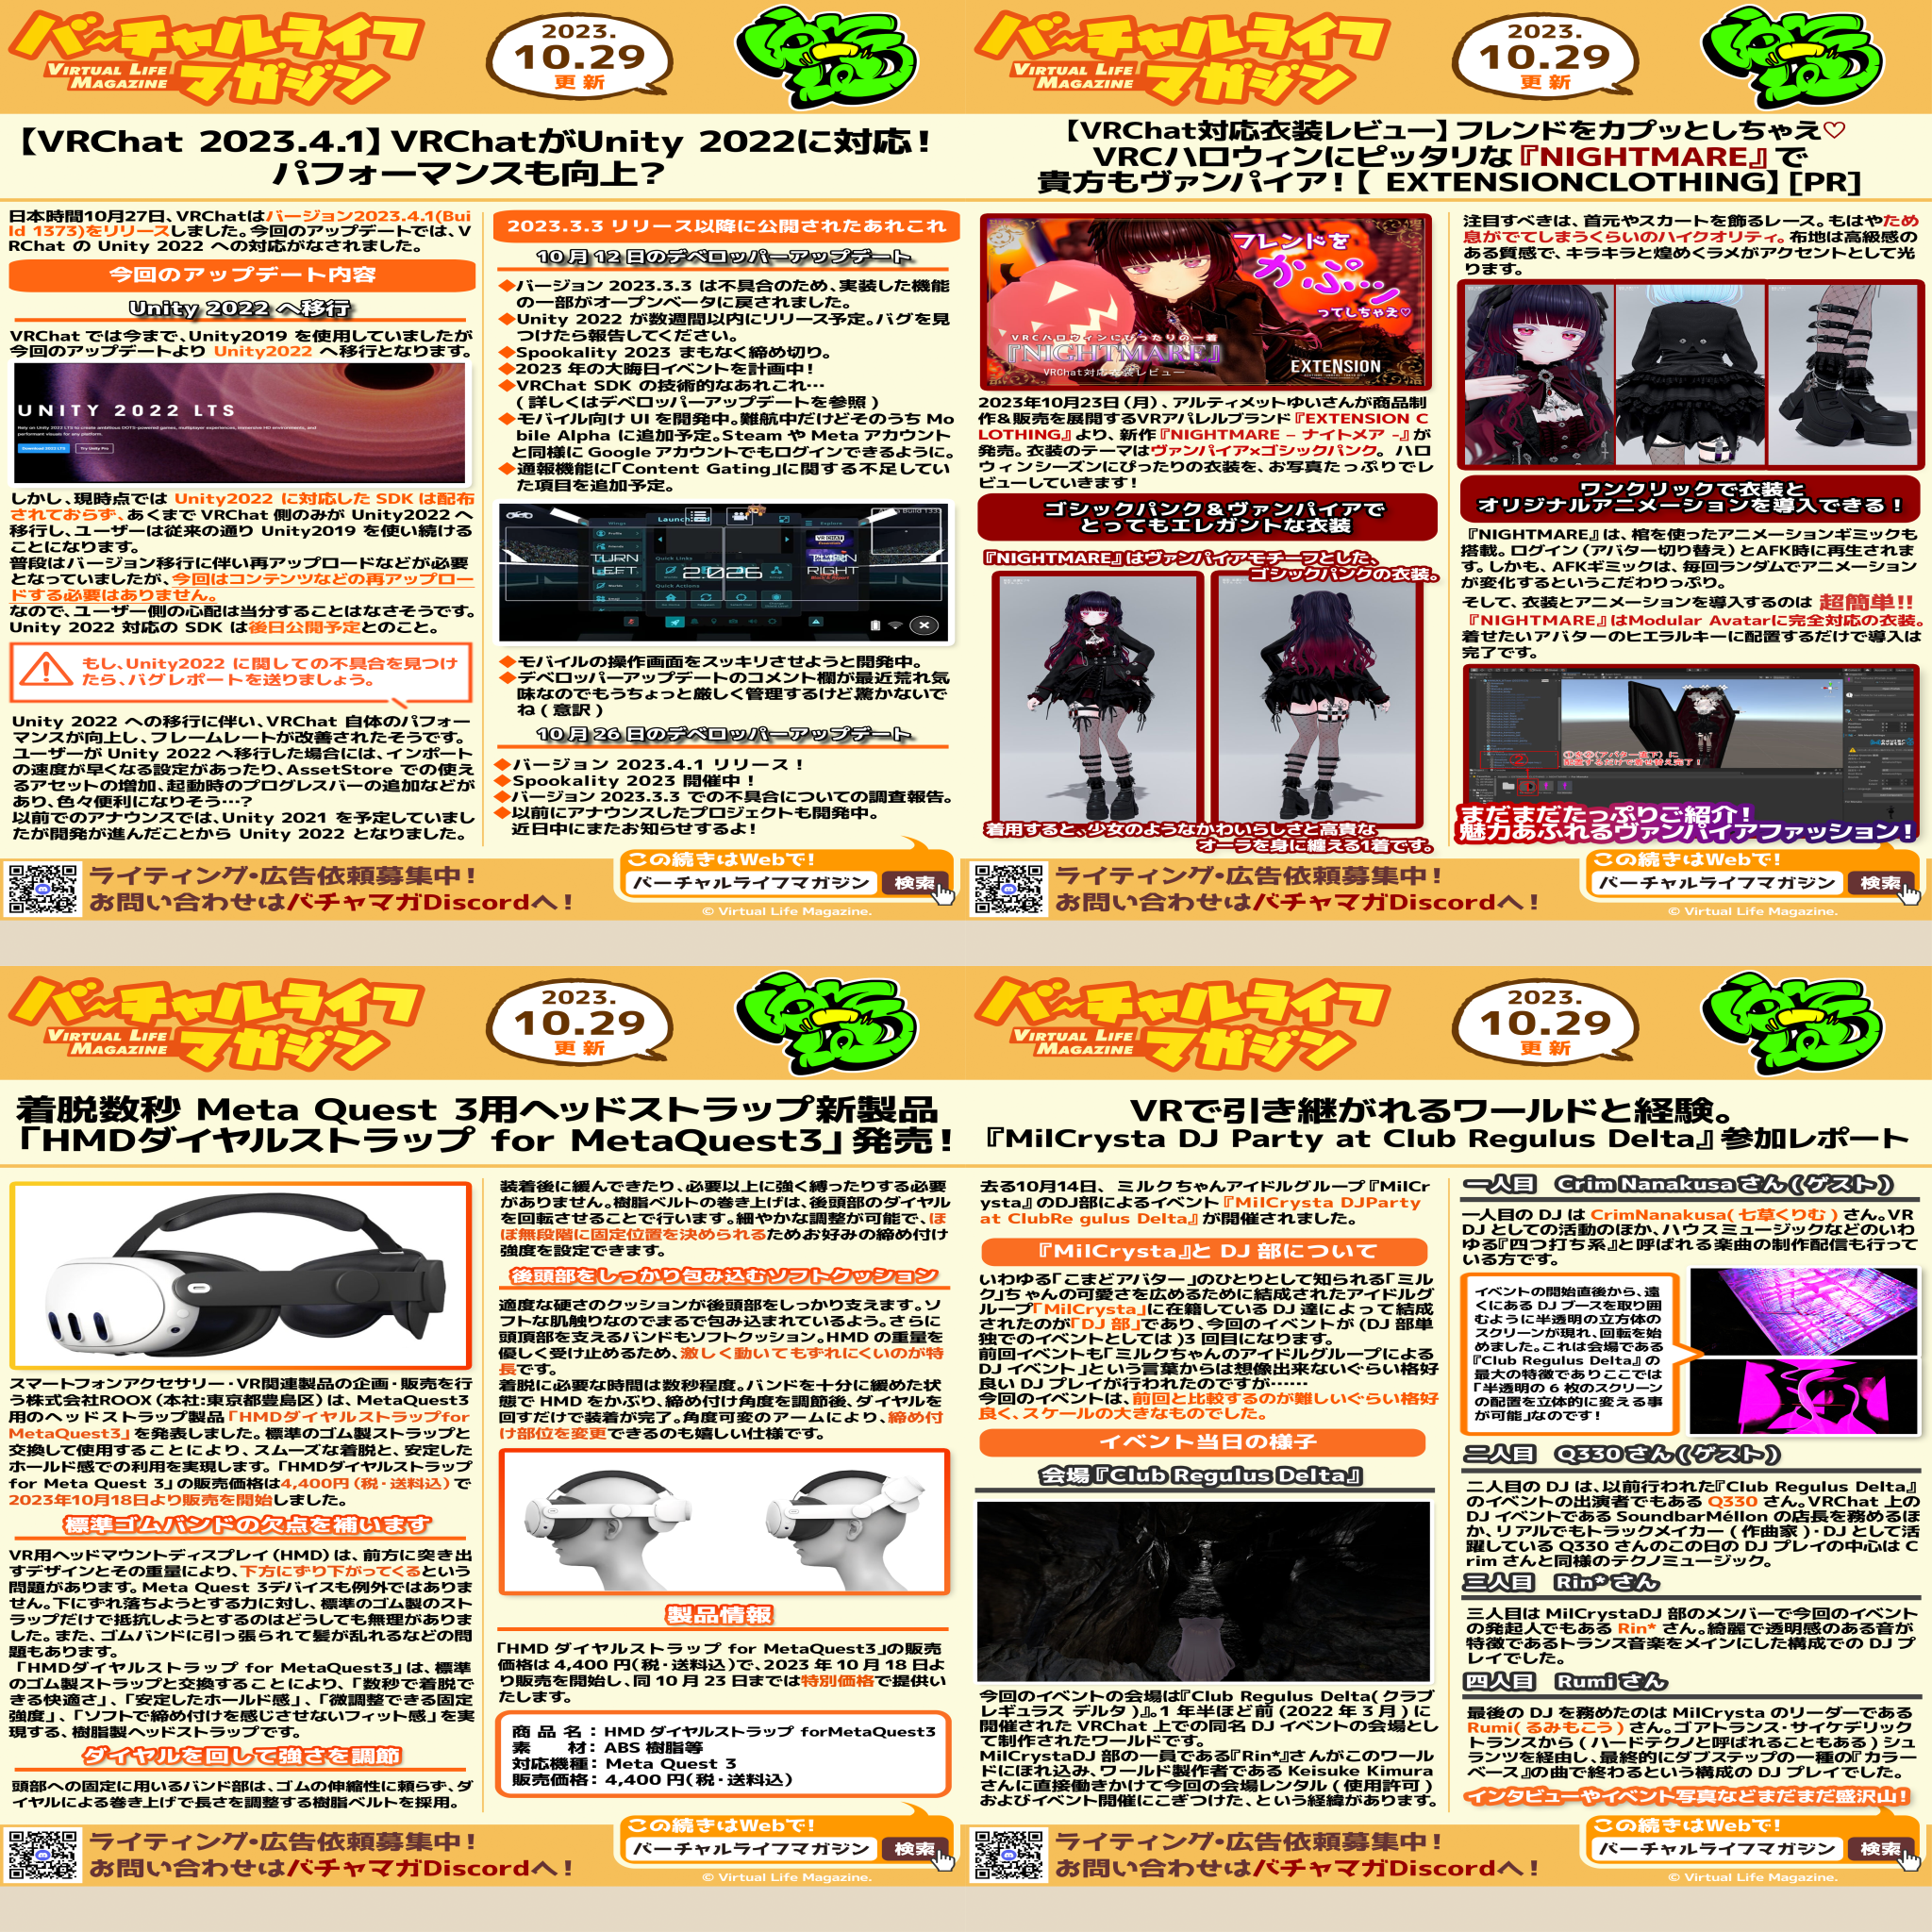 バーチャルライフ
マガジン
VIRTUAL LIFE
MAGAZINE
2023.
10.29
更新
【VRChat 2023.4.1】VRChatがUnity 2022に対応！
パフォーマンスも向上？
日本時間10月27日、VRChatはバージョン2023.4.1(Bui
ld 1373)をリリースしました。今回のアップデートでは、V
RChat の Unity 2022 への対応がなされました。
今回のアップデート内容
Unity 2022 へ移行
VRChat では今まで、Unity2019 を使用していましたが
今回のアップデートより Unity2022 へ移行となります。
UNITY 2022 LTS
しかし、現時点では Unity2022 に対応した SDK は配布
されておらず、あくまで VRChat 側のみが Unity2022 へ
移行し、ユーザーは従来の通り Unity2019 を使い続ける
ことになります。
普段はバージョン移行に伴い再アップロードなどが必要
となっていましたが、今回はコンテンツなどの再アップロー
ドする必要はありません。
なので、ユーザー側の心配は当分することはなさそうです。
Unity 2022 対応の SDK は後日公開予定とのこと。
もし、Unity2022 に関しての不具合を見つけ
たら、バグレポートを送りましょう。
Unity 2022 への移行に伴い、VRChat 自体のパフォー
マンスが向上し、フレームレートが改善されたそうです。
ユーザーが Unity 2022 へ移行した場合には、インポート
の速度が早くなる設定があったり、AssetStore での使え
るアセットの増加、起動時のプログレスバーの追加などが
あり、色々便利になりそう…？
以前でのアナウンスでは、Unity 2021 を予定していまし
たが開発が進んだことから Unity 2022 となりました。
2023.3.3 リリース以降に公開されたあれこれ
10 月 12 日のデベロッパーアップデート
◆バージョン 2023.3.3 は不具合のため、実装した機能
の一部がオープンベータに戻されました。
◆Unity 2022 が数週間以内にリリース予定。バグを見
つけたら報告してください。
◆Spookality 2023 まもなく締め切り。
◆2023 年の大晦日イベントを計画中！
◆VRChat SDK の技術的なあれこれ…
( 詳しくはデベロッパーアップデートを参照 )
◆モバイル向け UI を開発中。難航中だけどそのうち Mo
bile Alpha に追加予定。Steam や Meta アカウント
と同様に Google アカウントでもログインできるように。
◆通報機能に「Content Gating」に関する不足してい
た項目を追加予定。
TURN
LEFT
2:026
TURN
RIGHT
◆モバイルの操作画面をスッキリさせようと開発中。
◆デベロッパーアップデートのコメント欄が最近荒れ気
味なのでもうちょっと厳しく管理するけど驚かないで
ね ( 意訳 )
10 月 26 日のデベロッパーアップデート
◆バージョン 2023.4.1 リリース！
◆Spookality 2023 開催中！
◆バージョン 2023.3.3 での不具合についての調査報告。
◆以前にアナウンスしたプロジェクトも開発中。
近日中にまたお知らせするよ！
ライティング・広告依頼募集中！
お問い合わせはバチャマガDiscordへ！
この続きはWebで！
バーチャルライフマガジン 検索
© Virtual Life Magazine.
バーチャルライフ
マガジン
VIRTUAL LIFE
MAGAZINE
2023.
10.29
更新
【VRChat対応衣装レビュー】フレンドをカプッとしちゃえ♡
VRCハロウィンにピッタリな『NIGHTMARE』で
貴方もヴァンパイア！【 EXTENSIONCLOTHING】[PR]
フレンドを
かぷ…ッ
ってしちゃえ♡
VRCハロウィンにぴったりの一着
『NIGHTMARE』
VRChat対応衣装レビュー
EXTENSION
2023年10月23日（月）、アルティメットゆいさんが商品制
作&販売を展開するVRアパレルブランド『EXTENSION C
LOTHING』より、新作『NIGHTMARE – ナイトメア -』が
発売。衣装のテーマはヴァンパイア×ゴシックパンク。ハロ
ウィンシーズンにぴったりの衣装を、お写真たっぷりでレ
ビューしていきます！
ゴシックパンク＆ヴァンパイアで
とってもエレガントな衣装
『NIGHTMARE』はヴァンパイアモチーフとした、
ゴシックパンクの衣装。
着用すると、少女のようなかわいらしさと高貴な
オーラを身に纏える1着です。
注目すべきは、首元やスカートを飾るレース。もはやため
息がでてしまうくらいのハイクオリティ。布地は高級感の
ある質感で、キラキラと煌めくラメがアクセントとして光
ります。
ワンクリックで衣装と
オリジナルアニメーションを導入できる！
『NIGHTMARE』は、棺を使ったアニメーションギミックも
搭載。ログイン（アバター切り替え）とAFK時に再生されま
す。しかも、AFKギミックは、毎回ランダムでアニメーション
が変化するというこだわりっぷり。
そして、衣装とアニメーションを導入するのは 超簡単!!
『NIGHTMARE』はModular Avatarに完全対応の衣装。
着せたいアバターのヒエラルキーに配置するだけで導入は
完了です。
まだまだたっぷりご紹介！
魅力あふれるヴァンパイアファッション！
ライティング・広告依頼募集中！
お問い合わせはバチャマガDiscordへ！
この続きはWebで！
バーチャルライフマガジン 検索
© Virtual Life Magazine.
バーチャルライフ
マガジン
VIRTUAL LIFE
MAGAZINE
2023.
10.29
更新
着脱数秒 Meta Quest 3用ヘッドストラップ新製品
「HMDダイヤルストラップ for MetaQuest3」発売！
スマートフォンアクセサリー・VR関連製品の企画・販売を行
う株式会社ROOX（本社:東京都豊島区）は、MetaQuest3
用のヘッドストラップ製品「HMDダイヤルストラップfor
MetaQuest3」を発表しました。標準のゴム製ストラップと
交換して使用することにより、スムーズな着脱と、安定した
ホールド感での利用を実現します。「HMDダイヤルストラップ
for Meta Quest 3」の販売価格は4,400円（税・送料込）で
2023年10月18日より販売を開始しました。
標準ゴムバンドの欠点を補います
VR用ヘッドマウントディスプレイ（HMD）は、前方に突き出
すデザインとその重量により、下方にずり下がってくるという
問題があります。Meta Quest 3デバイスも例外ではありま
せん。下にずれ落ちようとする力に対し、標準のゴム製のスト
ラップだけで抵抗しようとするのはどうしても無理がありま
した。また、ゴムバンドに引っ張られて髪が乱れるなどの問
題もあります。
「HMDダイヤルストラップ for MetaQuest3」は、標準
のゴム製ストラップと交換することにより、「数秒で着脱で
きる快適さ」、「安定したホールド感」、「微調整できる固定
強度」、「ソフトで締め付けを感じさせないフィット感」を実
現する、樹脂製ヘッドストラップです。
ダイヤルを回して強さを調節
頭部への固定に用いるバンド部は、ゴムの伸縮性に頼らず、ダ
イヤルによる巻き上げで長さを調整する樹脂ベルトを採用。
装着後に緩んできたり、必要以上に強く縛ったりする必要
がありません。樹脂ベルトの巻き上げは、後頭部のダイヤル
を回転させることで行います。細やかな調整が可能で、ほ
ぼ無段階に固定位置を決められるためお好みの締め付け
強度を設定できます。
後頭部をしっかり包み込むソフトクッション
適度な硬さのクッションが後頭部をしっかり支えます。ソ
フトな肌触りなのでまるで包み込まれているよう。さらに
頭頂部を支えるバンドもソフトクッション。HMD の重量を
優しく受け止めるため、激しく動いてもずれにくいのが特
長です。
着脱に必要な時間は数秒程度。バンドを十分に緩めた状
態で HMD をかぶり、締め付け角度を調節後、ダイヤルを
回すだけで装着が完了。角度可変のアームにより、締め付
け部位を変更できるのも嬉しい仕様です。
製品情報
「HMD ダイヤルストラップ for MetaQuest3」の販売
価格は 4,400 円（税・送料込）で、2023 年 10 月 18 日よ
り販売を開始し、同 10 月 23 日までは特別価格で提供い
たします。
商 品 名：HMD ダイヤルストラップ forMetaQuest3
素　　材：ABS 樹脂等
対応機種：Meta Quest 3
販売価格：4,400 円（税・送料込）
ライティング・広告依頼募集中！
お問い合わせはバチャマガDiscordへ！
この続きはWebで！
バーチャルライフマガジン 検索
© Virtual Life Magazine.
バーチャルライフ
マガジン
VIRTUAL LIFE
MAGAZINE
2023.
10.29
更新
VRで引き継がれるワールドと経験。
『MilCrysta DJ Party at Club Regulus Delta』参加レポート
去る10月14日、ミルクちゃんアイドルグループ『MilCr
ysta』のDJ部によるイベント『MilCrysta DJParty
at ClubRe gulus Delta』が開催されました。
『MilCrysta』と DJ 部について
いわゆる「こまどアバター」のひとりとして知られる「ミル
ク」ちゃんの可愛さを広めるために結成されたアイドルグ
ループ「MilCrysta」に在籍している DJ 達によって結成
されたのが「DJ 部」であり、今回のイベントが (DJ 部単
独でのイベントとしては )3 回目になります。
前回イベントも「ミルクちゃんのアイドルグループによる
DJ イベント」という言葉からは想像出来ないぐらい格好
良い DJ プレイが行われたのですが……
今回のイベントは、前回と比較するのが難しいぐらい格好
良く、スケールの大きなものでした。
イベント当日の様子
会場『Club Regulus Delta』
今回のイベントの会場は『Club Regulus Delta( クラブ
レギュラス デルタ )』。1 年半ほど前 (2022 年 3 月 ) に
開催された VRChat 上での同名 DJ イベントの会場とし
て制作されたワールドです。
MilCrystaDJ 部の一員である『Rin*』さんがこのワール
ドにほれ込み、ワールド製作者である Keisuke Kimura
さんに直接働きかけて今回の会場レンタル ( 使用許可 )
およびイベント開催にこぎつけた、という経緯があります。
一人目　Crim Nanakusa さん ( ゲスト )
一人目の DJ は CrimNanakusa( 七草くりむ ) さん。VR
DJ としての活動のほか、ハウスミュージックなどのいわ
ゆる『四つ打ち系』と呼ばれる楽曲の制作配信も行って
いる方です。
イベントの開始直後から、遠
くにある DJ ブースを取り囲
むように半透明の立方体の
スクリーンが現れ、回転を始
めました。これは会場である
『Club Regulus Delta』の
最大の特徴でありここでは
「半透明の 6 枚のスクリーン
の配置を立体的に変える事
が可能」なのです！
二人目　Q330 さん ( ゲスト )
二人目の DJ は、以前行われた『Club Regulus Delta』
のイベントの出演者でもある Q330 さん。VRChat 上の
DJ イベントである SoundbarMéllon の店長を務めるほ
か、リアルでもトラックメイカー ( 作曲家 )・DJ として活
躍している Q330 さんのこの日の DJ プレイの中心は C
rim さんと同様のテクノミュージック。
三人目　Rin* さん
三人目は MilCrystaDJ 部のメンバーで今回のイベント
の発起人でもある Rin* さん。綺麗で透明感のある音が
特徴であるトランス音楽をメインにした構成での DJ プ
レイでした。
四人目　Rumi さん
最後の DJ を務めたのは MilCrysta のリーダーである
Rumi( るみもこう ) さん。ゴアトランス・サイケデリック
トランスから ( ハードテクノと呼ばれることもある ) シュ
ランツを経由し、最終的にダブステップの一種の『カラー
ベース』の曲で終わるという構成の DJ プレイでした。
インタビューやイベント写真などまだまだ盛沢山！
ライティング・広告依頼募集中！
お問い合わせはバチャマガDiscordへ！
この続きはWebで！
バーチャルライフマガジン 検索
© Virtual Life Magazine.